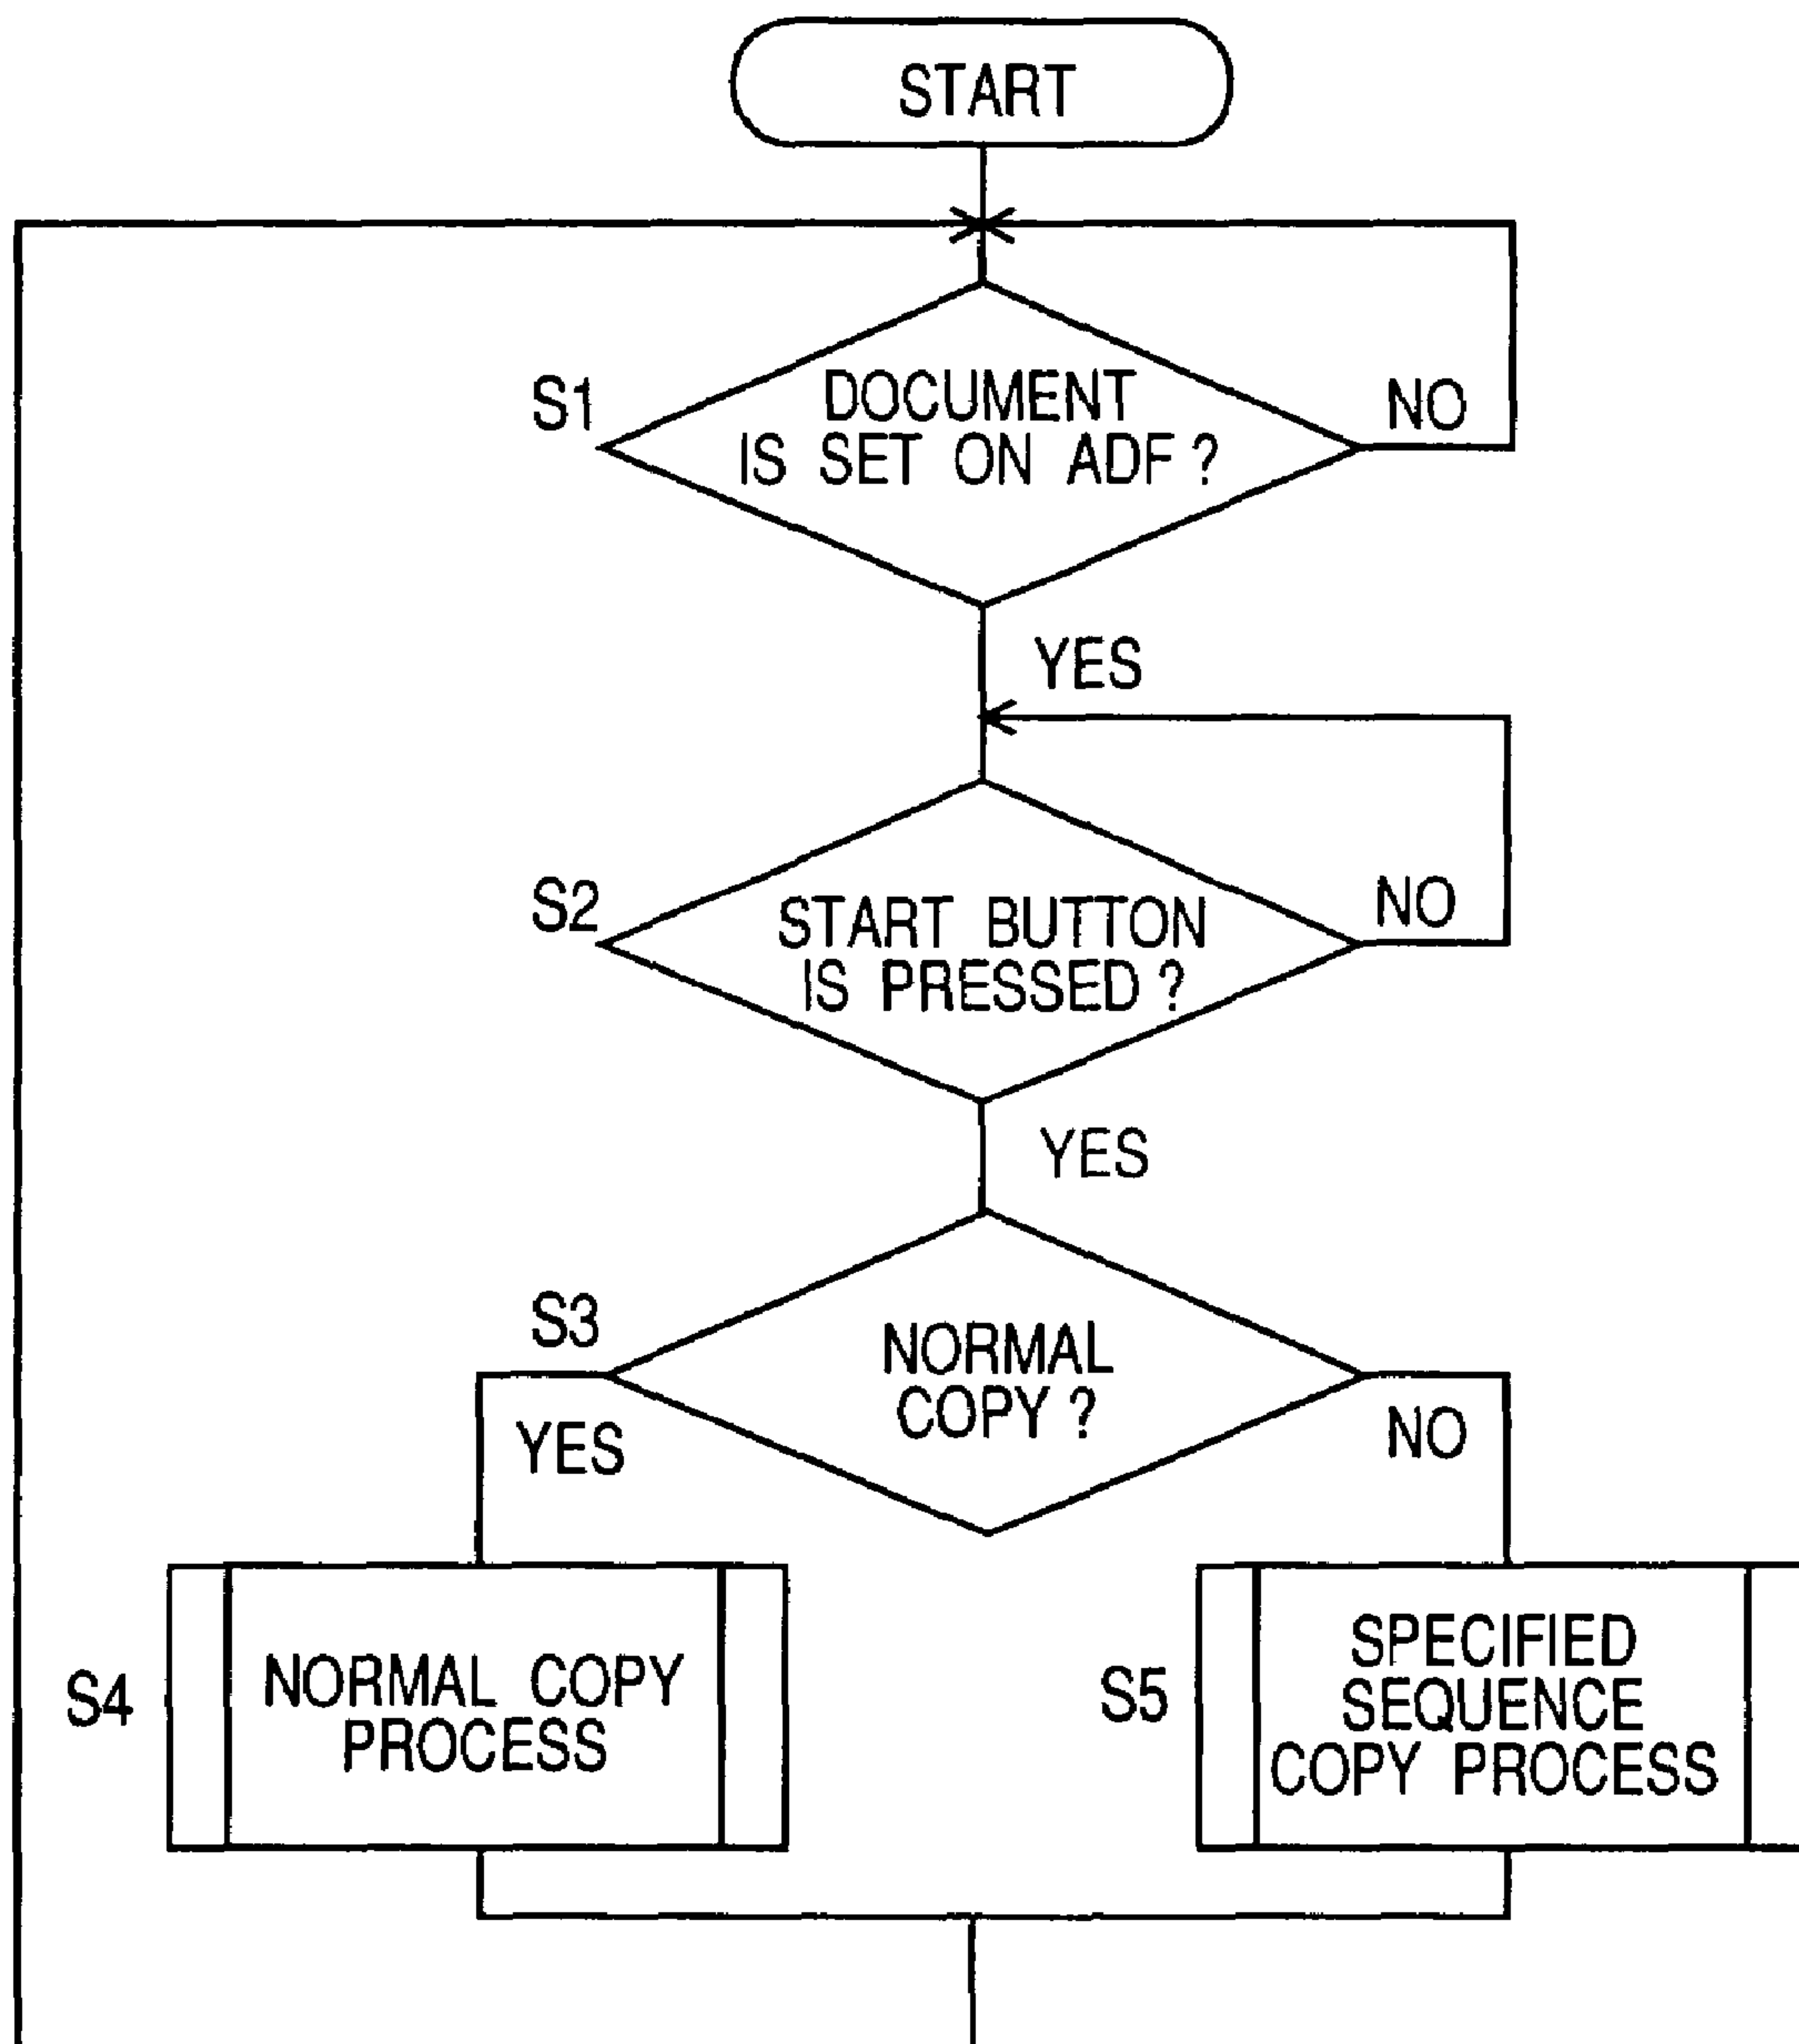 START
S1
DOCUMENT
IS SET ON ADF ?
NO
YES
S2
START BUTTON
IS PRESSED ?
NO
YES
S3
NORMAL
COPY ?
YES
NO
S4
NORMAL COPY
PROCESS
S5
SPECIFIED
SEQUENCE
COPY PROCESS